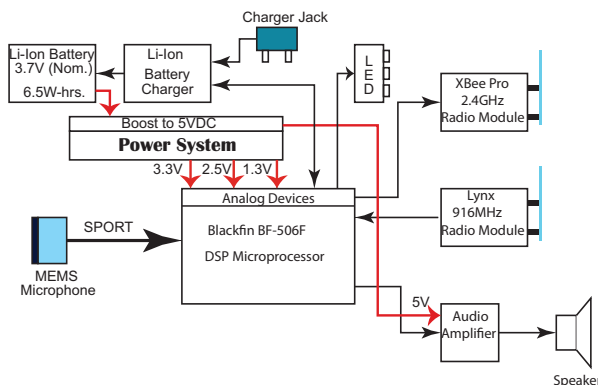 Charger Jack
Li-Ion Battery
3.7V (Nom.)
6.5W-hrs.
Li-Ion
Battery
Charger
L
E
D
XBee Pro
2.4GHz
Radio Module
Boost to 5VDC
Power System
3.3V
2.5V
1.3V
Analog Devices
Blackfin BF-506F
DSP Microprocessor
Lynx
916MHz
Radio Module
SPORT
MEMS
Microphone
5V
Audio
Amplifier
Speaker